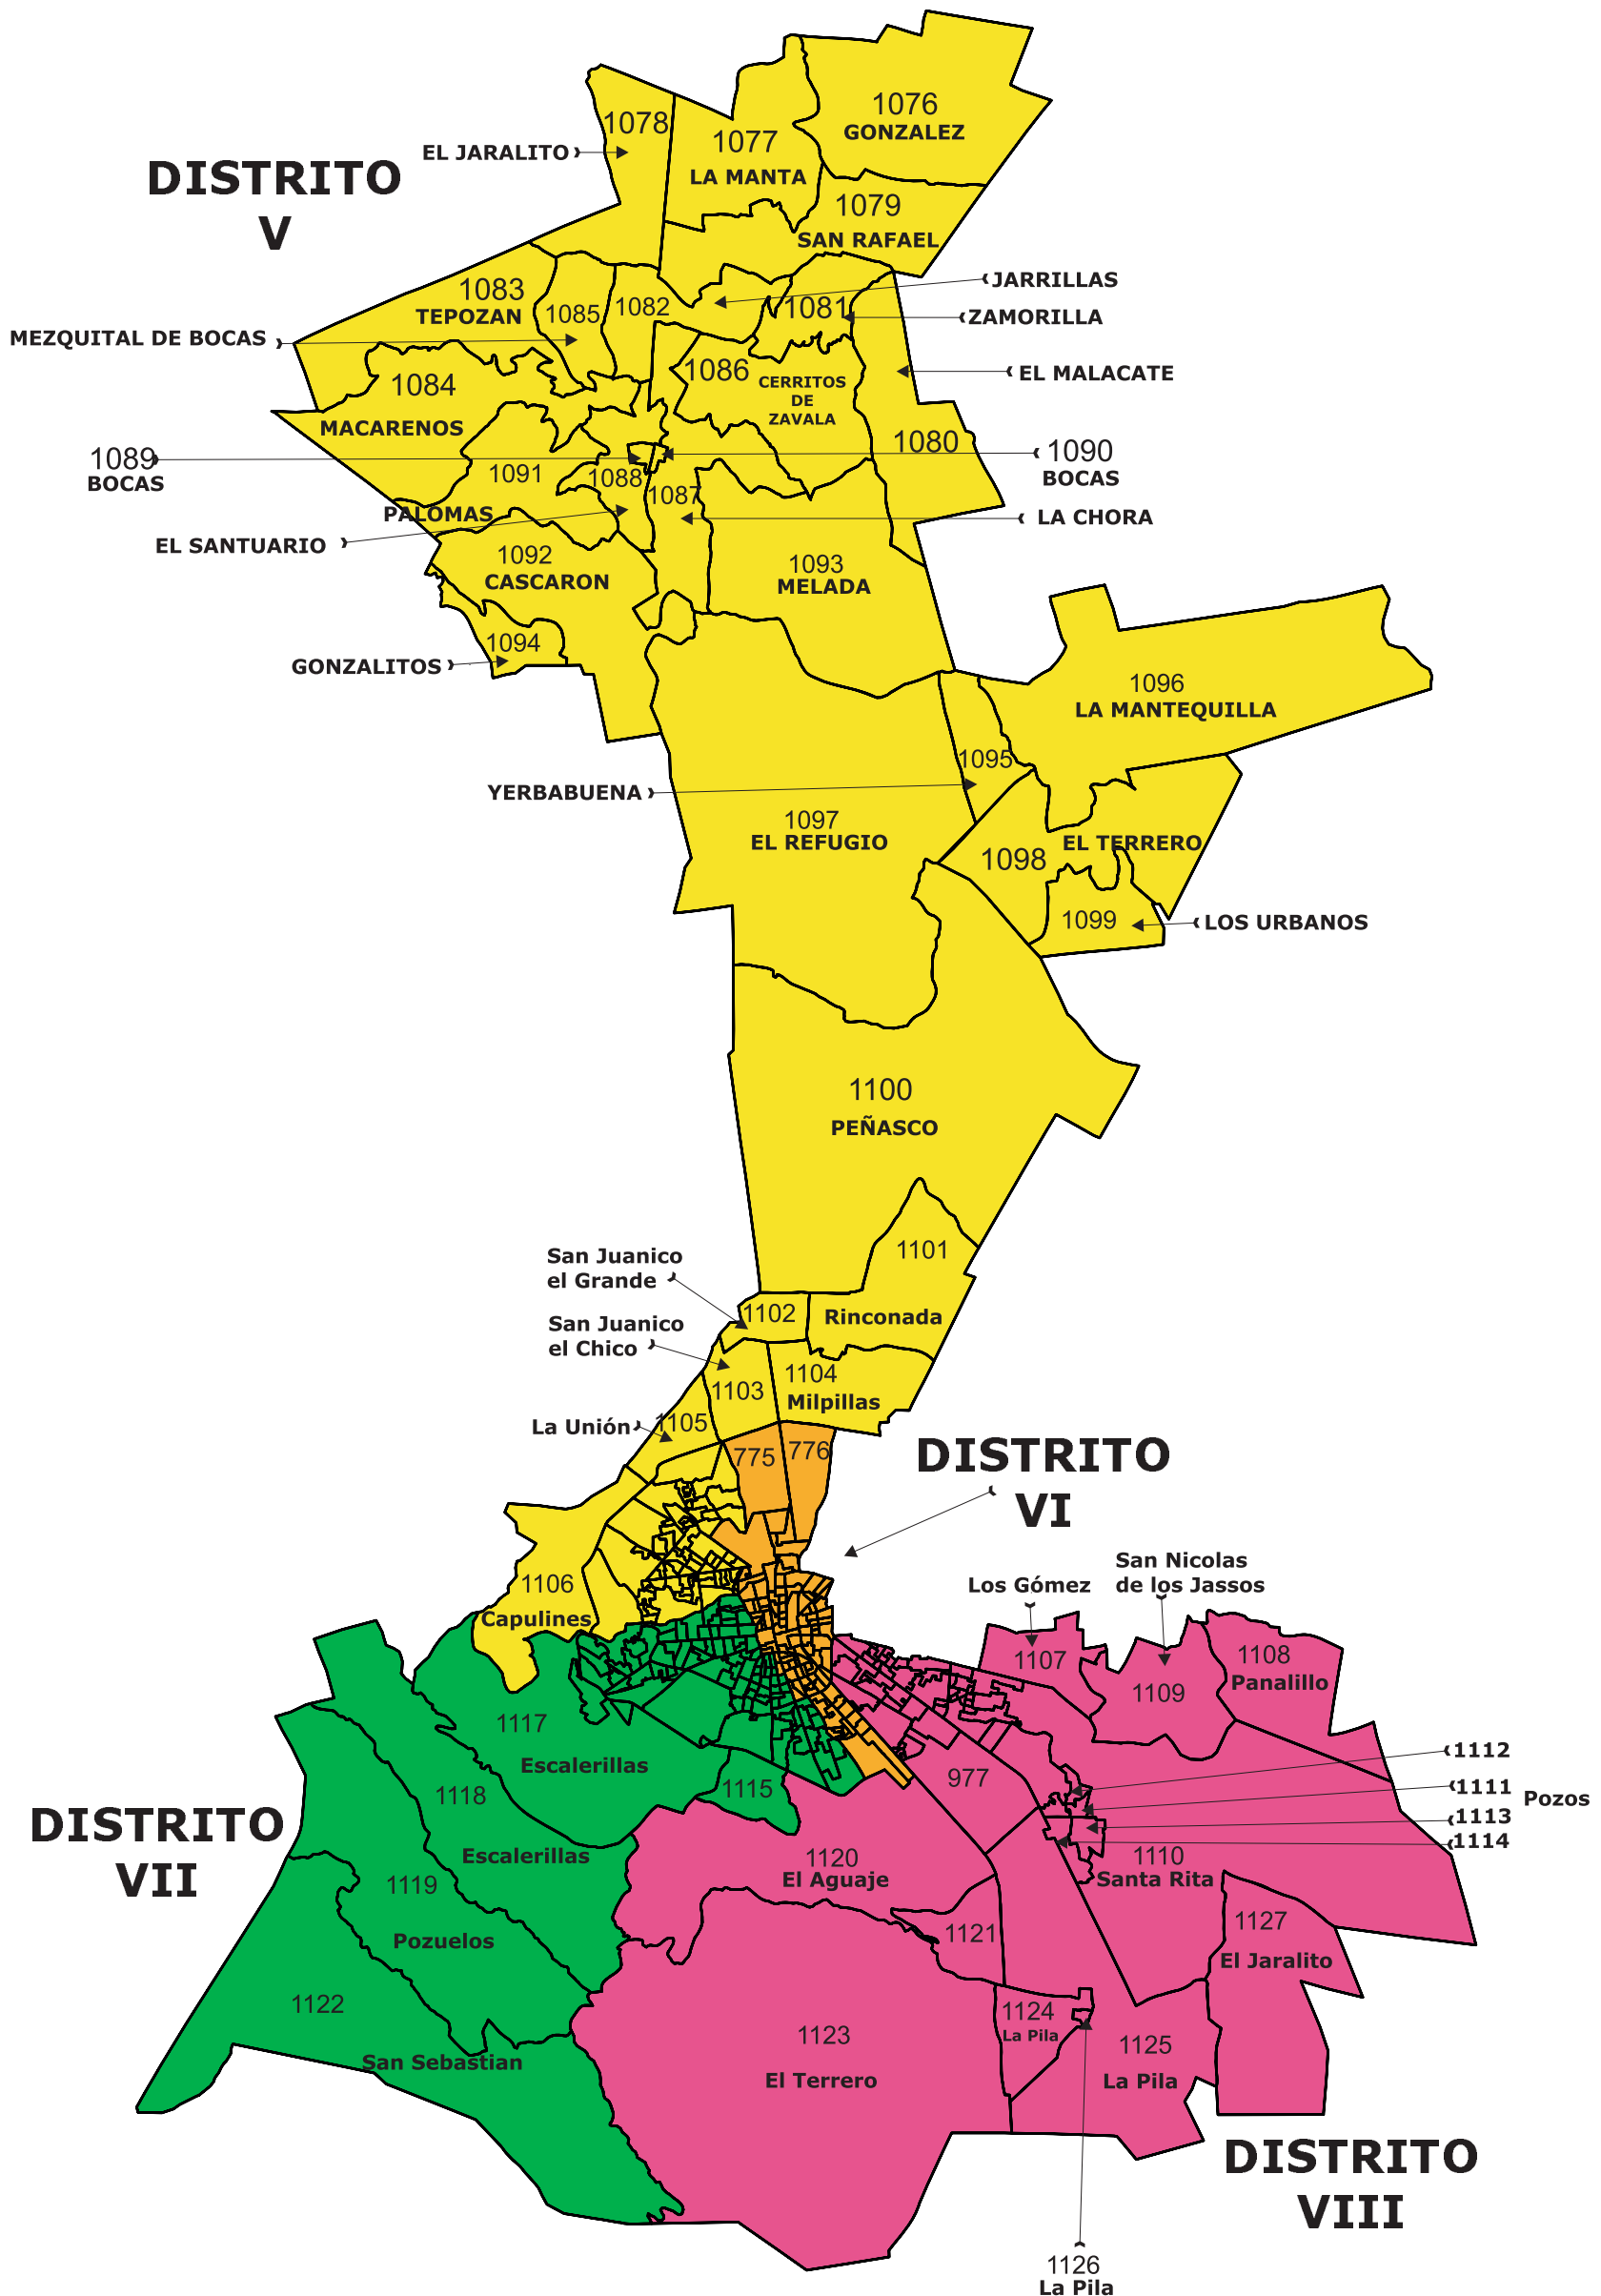 1076
GONZALEZ
1078
1077
EL JARALITO
LA MANTA
DISTRITO
V
1079
SAN RAFAEL
JARRILLAS
1083
TEPOZAN
1085
1082
1081
ZAMORILLA
MEZQUITAL DE BOCAS
1086
EL MALACATE
1084
CERRITOS
DE
ZAVALA
MACARENOS
1080
1089
BOCAS
1090
BOCAS
1091
1088
1087
PALOMAS
LA CHORA
EL SANTUARIO
1092
CASCARON
1093
MELADA
1094
GONZALITOS
1096
LA MANTEQUILLA
1095
YERBABUENA
1097
EL REFUGIO
1098
EL TERRERO
1099
LOS URBANOS
1100
PEÑASCO
1101
San Juanico
el Grande
1102
Rinconada
San Juanico
el Chico
1103
1104
Milpillas
La Unión
1105
775
776
DISTRITO
VI
San Nicolas
de los Jassos
Los Gómez
1106
Capulines
1107
1108
Panalillo
1109
1117
Escalerillas
1112
1111
Pozos
1113
1114
977
1118
1115
DISTRITO
VII
Escalerillas
1120
El Aguaje
1110
Santa Rita
1119
Pozuelos
1121
1127
El Jaralito
1122
San Sebastian
1124
La Pila
1123
El Terrero
1125
La Pila
DISTRITO
VIII
1126
La Pila